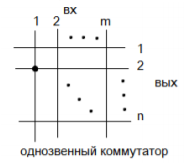 вх
1 2 m
1
2
вых
n
однозвенный коммутатор